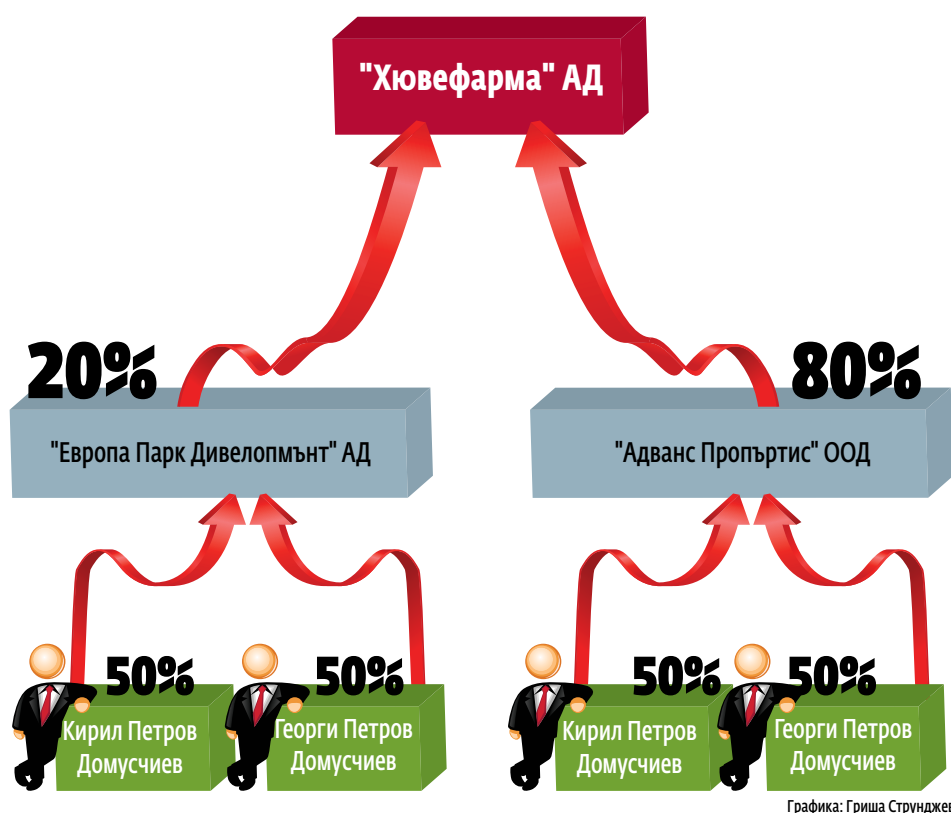 "Хювефарма" АД
20%
80%
"Европа Парк Дивелопмънт" АД
"Адванс Пропъртис" ООД
50%
50%
50%
50%
Кирил Петров
Домусчиев
Георги Петров
Домусчиев
Кирил Петров
Домусчиев
Георги Петров
Домусчиев
Графика: Гриша Струнджев